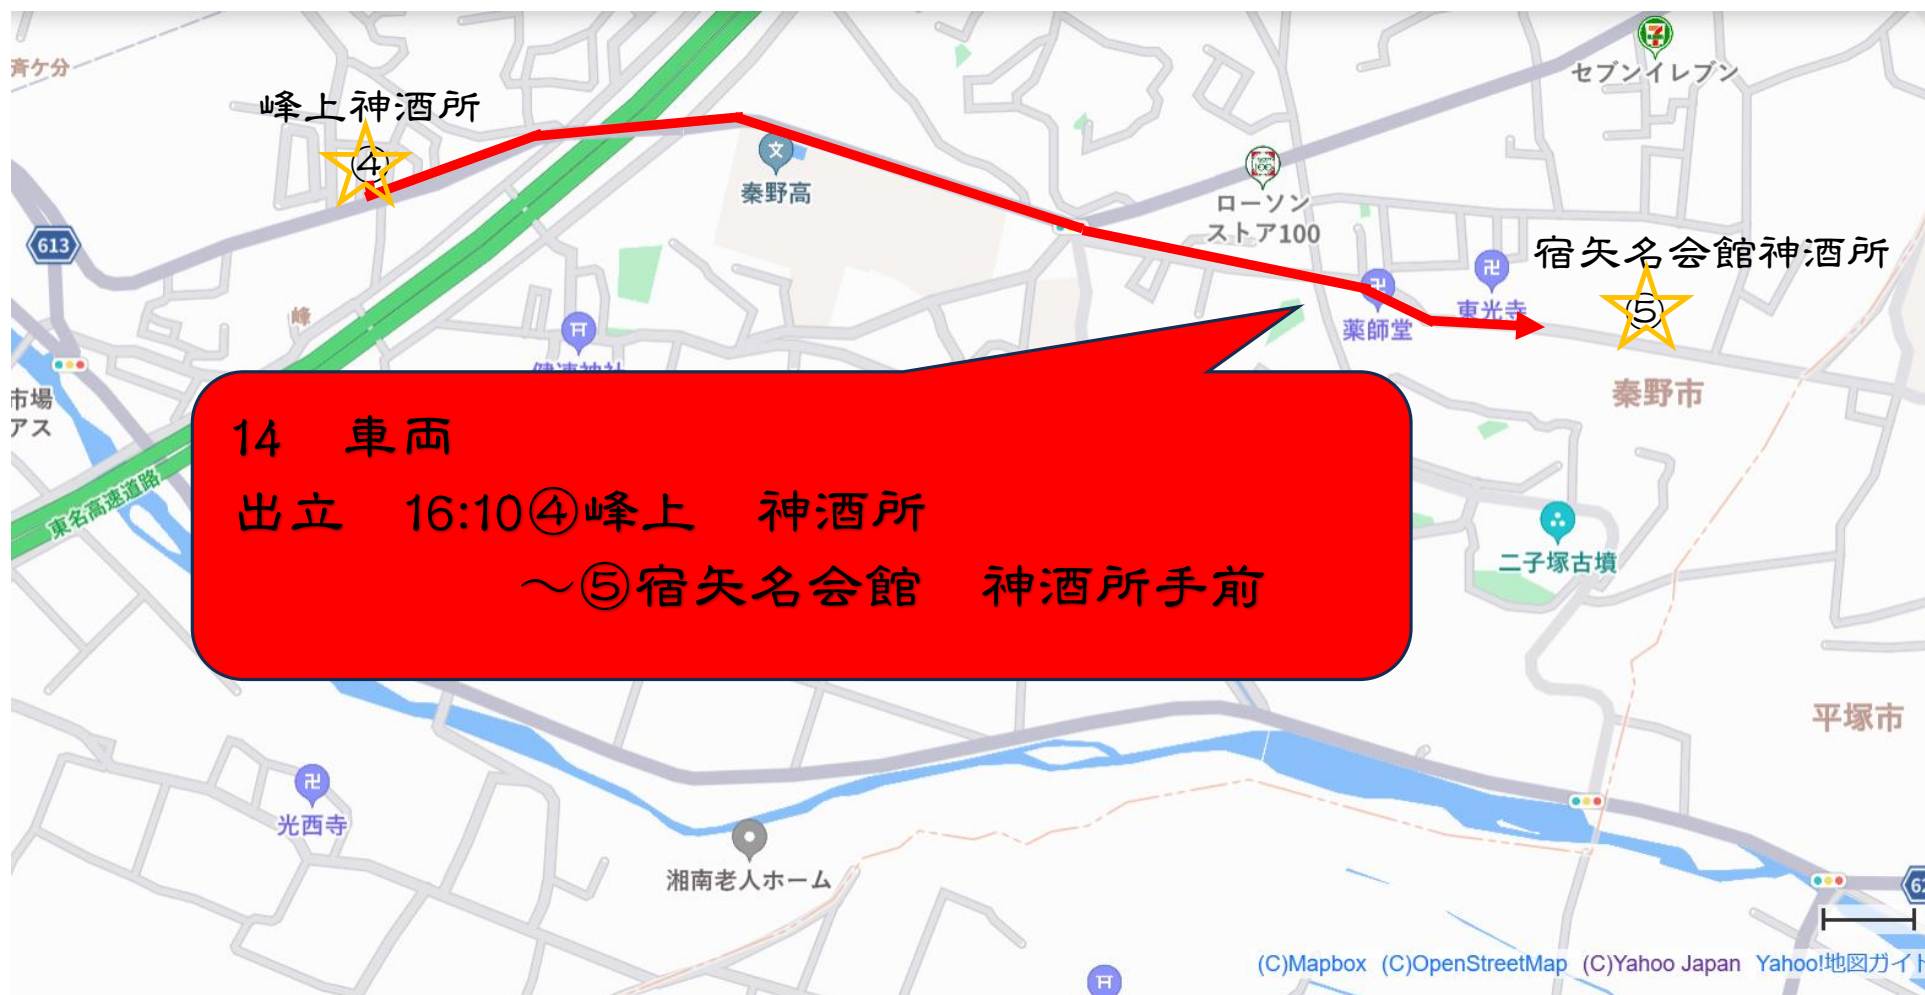 斉ケ分
峰上神酒所
④
セブンイレブン
秦野高
ローソン
ストア100
613
宿矢名会館神酒所
⑤
東光寺
薬師堂
峰
秦野市
市場
アス
東名高速道路
14　車両
出立　16:10④峰上　神酒所
～⑤宿矢名会館　神酒所手前
二子塚古墳
平塚市
光西寺
湘南老人ホーム
(C)Mapbox (C)OpenStreetMap (C)Yahoo Japan Yahoo!地図ガイド